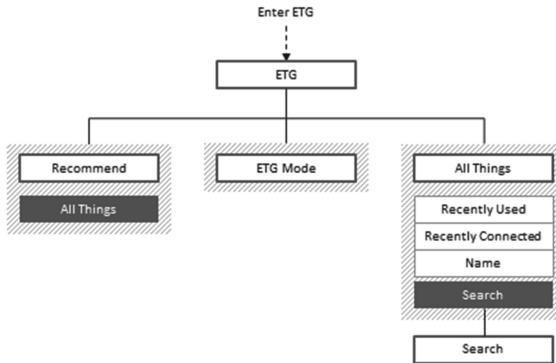 Enter ETG
ETG
Recommend
All Things
ETG Mode
All Things
Recently Used
Recently Connected
Name
Search
Search